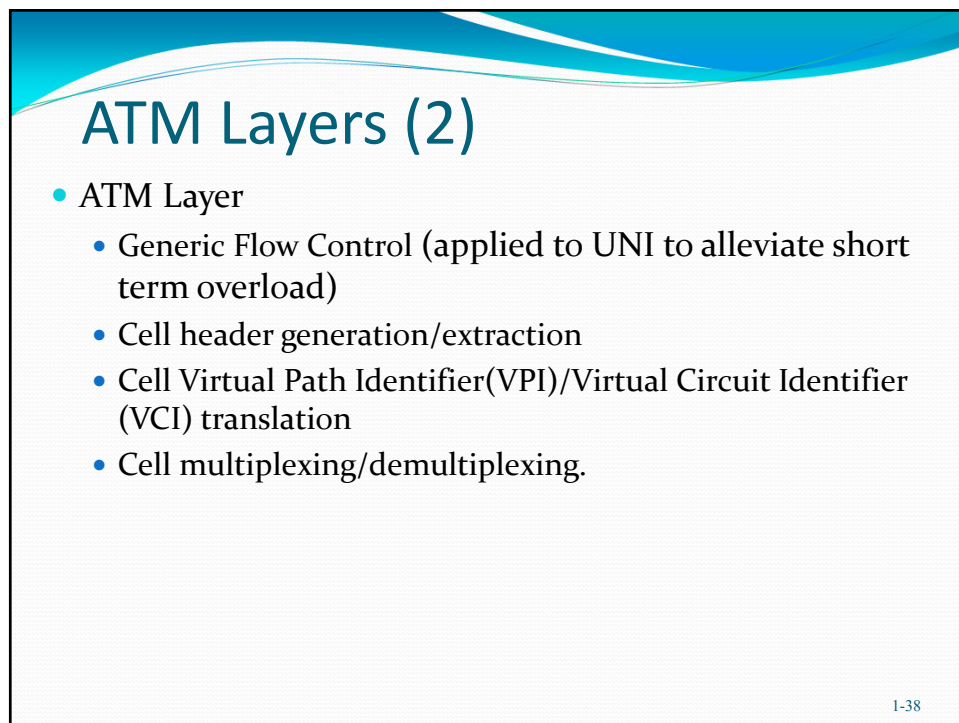 ATM Layers (2)
• ATM Layer
• Generic Flow Control (applied to UNI to alleviate short
term overload)
• Cell header generation/extraction
• Cell Virtual Path Identifier(VPI)/Virtual Circuit Identifier
(VCI) translation
• Cell multiplexing/demultiplexing.
1-38